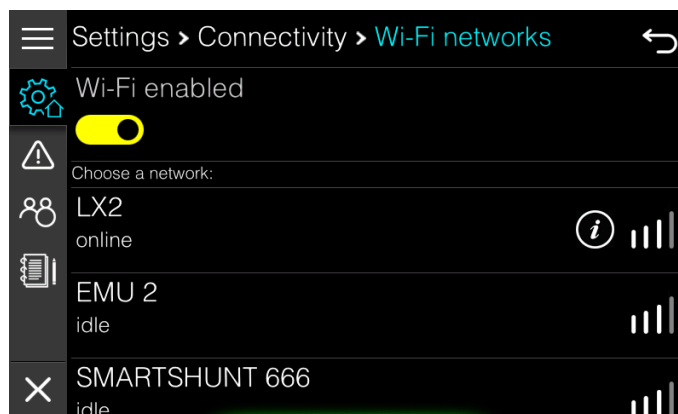 Settings > Connectivity > Wi-Fi networks
Wi-Fi enabled
Choose a network:
LX2
online
EMU 2
idle
SMARTSHUNT 666
idle